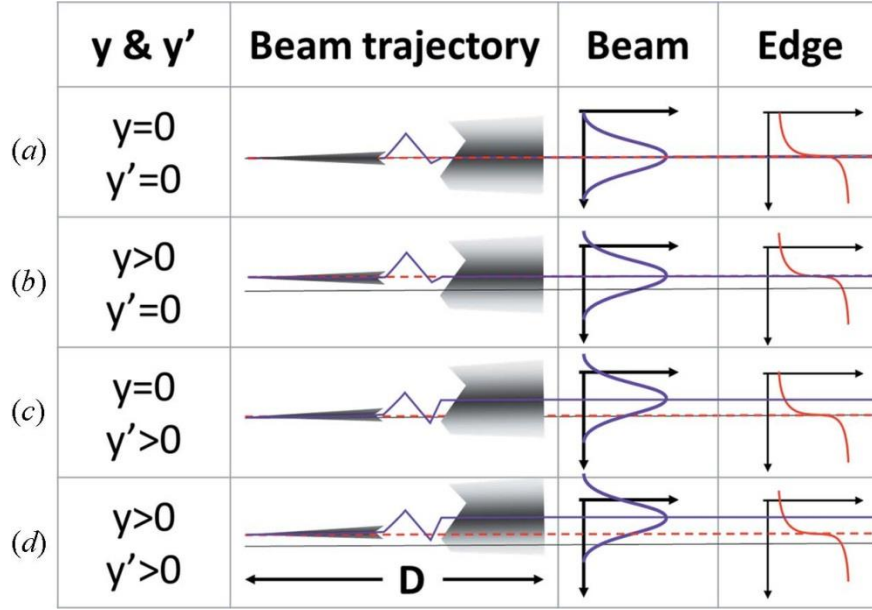 y & y’ Beam trajectory Beam Edge
(a) y=0
y’=0
(b) y>0
y’=0
(c) y=0
y’>0
(d) y>0
y’>0
D